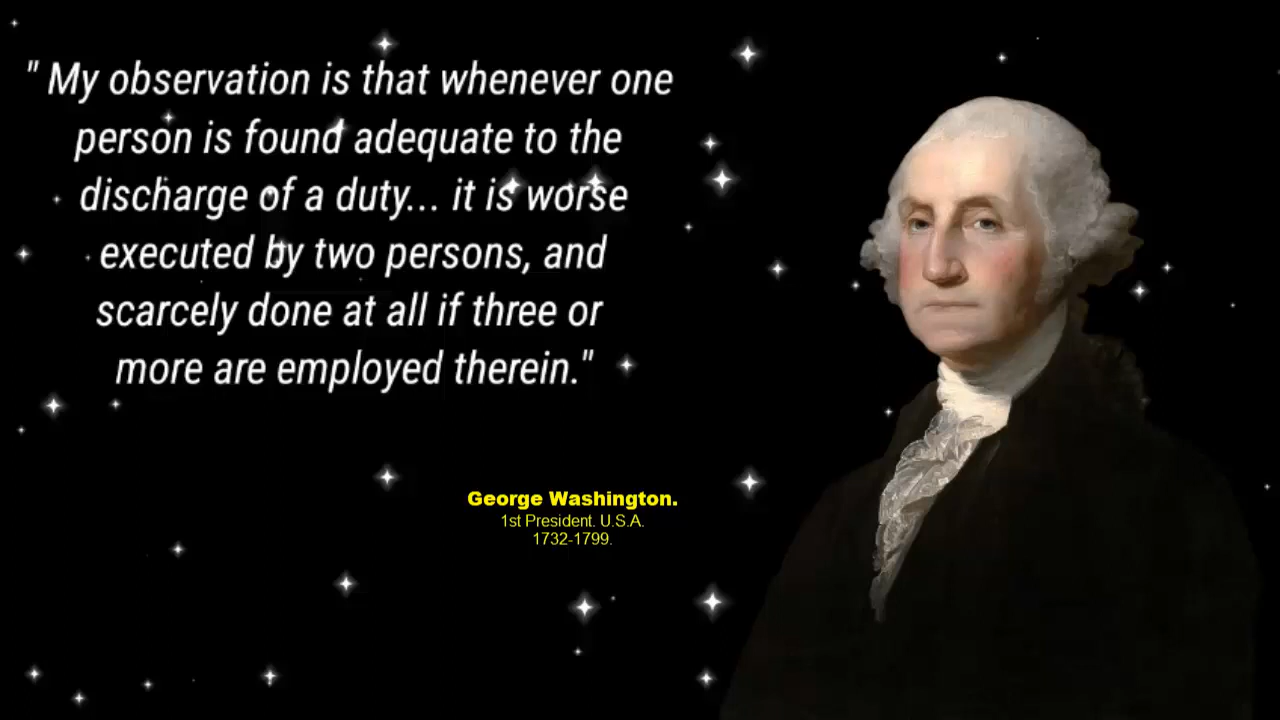 " My observation is that whenever one
person is found adequate to the
discharge of a duty... it is worse
executed by two persons, and
scarcely done at all if three or
more are employed therein."
George Washington.
1st President. U.S.A.
1732-1799.